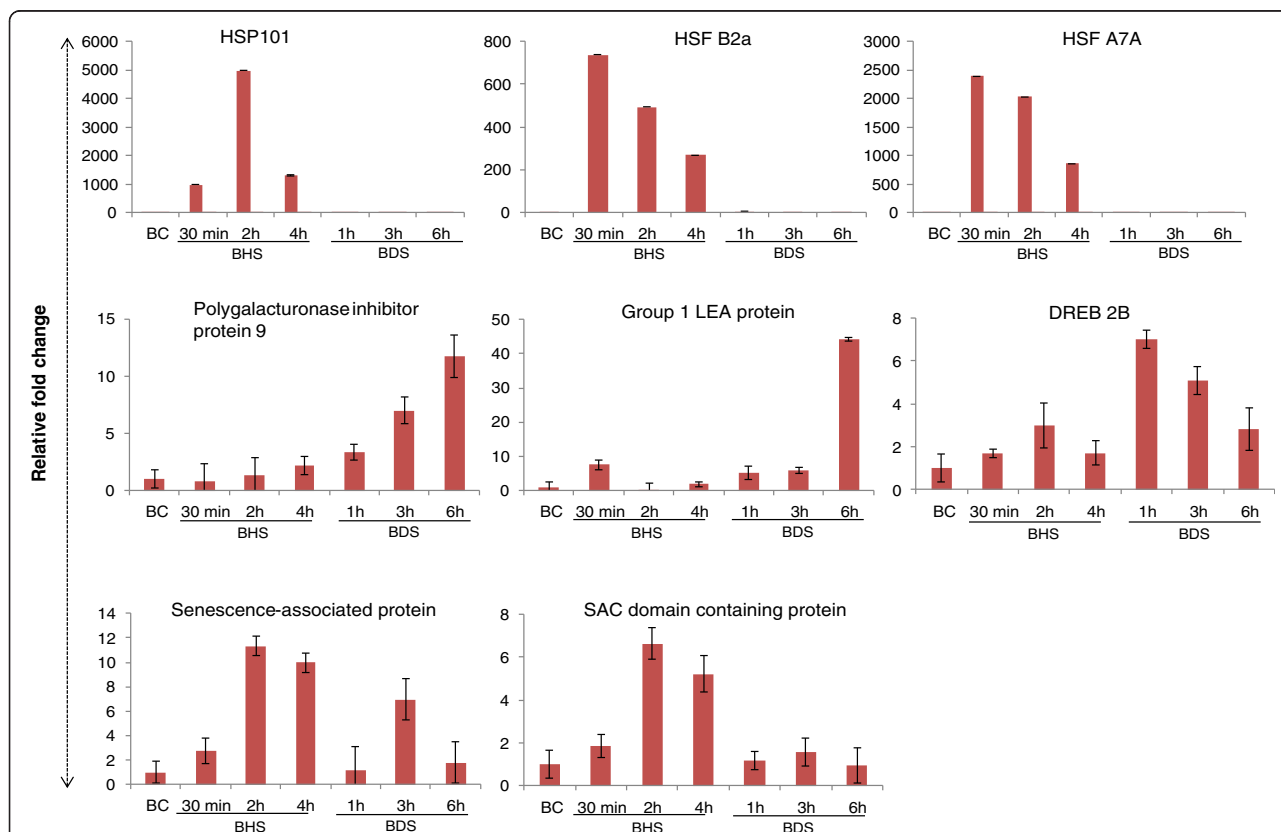 Relative fold change
HSP101
6000
5000
4000
3000
2000
1000
0
BC 30 min 2h 4h 1h 3h 6h
BHS BDS
HSF B2a
800
600
400
200
0
BC 30 min 2h 4h 1h 3h 6h
BHS BDS
HSF A7A
3000
2500
2000
1500
1000
500
0
BC 30 min 2h 4h 1h 3h 6h
BHS BDS
Polygalacturonase inhibitor
protein 9
15
10
5
0
BC 30 min 2h 4h 1h 3h 6h
BHS BDS
Group 1 LEA protein
50
40
30
20
10
0
BC 30 min 2h 4h 1h 3h 6h
BHS BDS
DREB 2B
8
6
4
2
0
BC 30 min 2h 4h 1h 3h 6h
BHS BDS
Senescence-associated protein
14
12
10
8
6
4
2
0
BC 30 min 2h 4h 1h 3h 6h
BHS BDS
SAC domain containing protein
8
6
4
2
0
BC 30 min 2h 4h 1h 3h 6h
BHS BDS